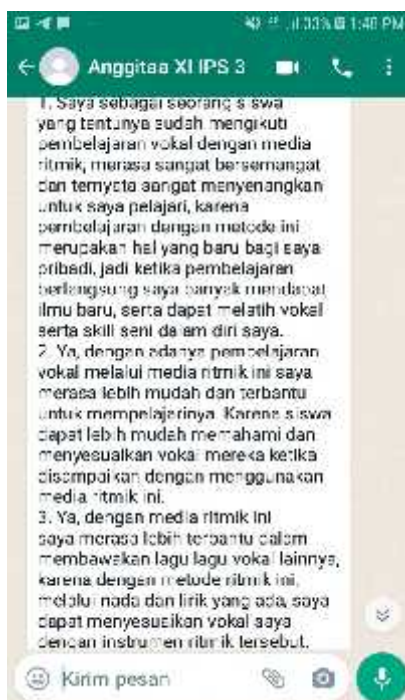 33% 1:48 PM
Anggitaa XI IPS 3
1. Saya sebagai seorang siswa
yang tentunya sudah mengikuti
pembelajaran vokal dengan media
ritmik, merasa sangat bersemangat
dan ternyata sangat menyenangkan
untuk saya pelajari, karena
pembelajaran dengan metode ini
merupakan hal yang baru bagi saya
pribadi, jadi ketika pembelajaran
berlangsung saya banyak mendapat
ilmu baru, serta dapat melatih vokal
serta skill seni dalam diri saya.
2. Ya, dengan adanya pembelajaran
vokal melalui media ritmik ini saya
merasa lebih mudah dan terbantu
untuk mempelajarinya. Karena siswa
dapat lebih mudah memahami dan
menyesuaikan vokal mereka ketika
disampaikan dengan menggunakan
media ritmik ini.
3. Ya, dengan media ritmik ini
saya merasa lebih terbantu dalam
membawakan lagu lagu vokal lainnya,
karena dengan metode ritmik ini,
melalui nada dan lirik yang ada, saya
dapat menyesuaikan vokal saya
dengan instrumen ritmik tersebut.
Kirim pesan